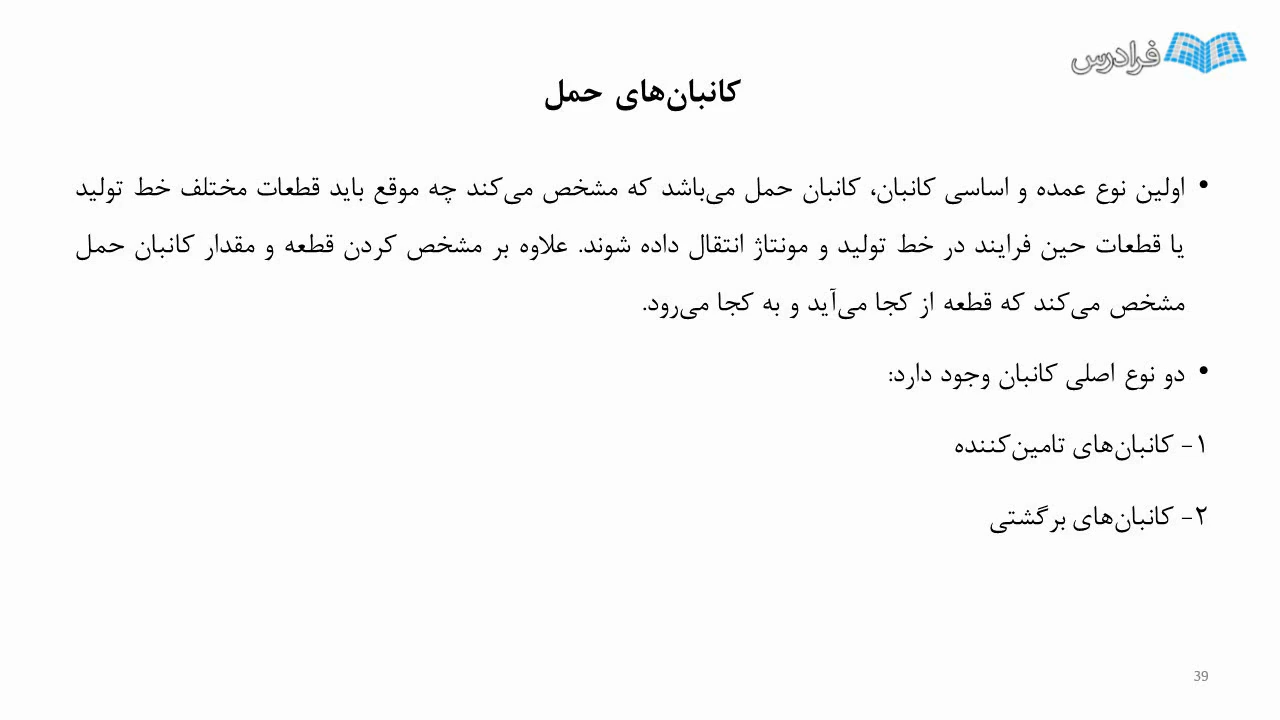 فرادرس
کانبان‌های حمل
• اولین نوع عمده و اساسی کانبان، کانبان حمل می‌باشد که مشخص می‌کند چه موقع باید قطعات مختلف خط تولید
یا قطعات حین فرایند در خط تولید و مونتاژ انتقال داده شوند. علاوه بر مشخص کردن قطعه و مقدار کانبان حمل
مشخص می‌کند که قطعه از کجا می‌آید و به کجا می‌رود.
• دو نوع اصلی کانبان وجود دارد:
۱- کانبان‌های تامین‌کننده
۲- کانبان‌های برگشتی
39